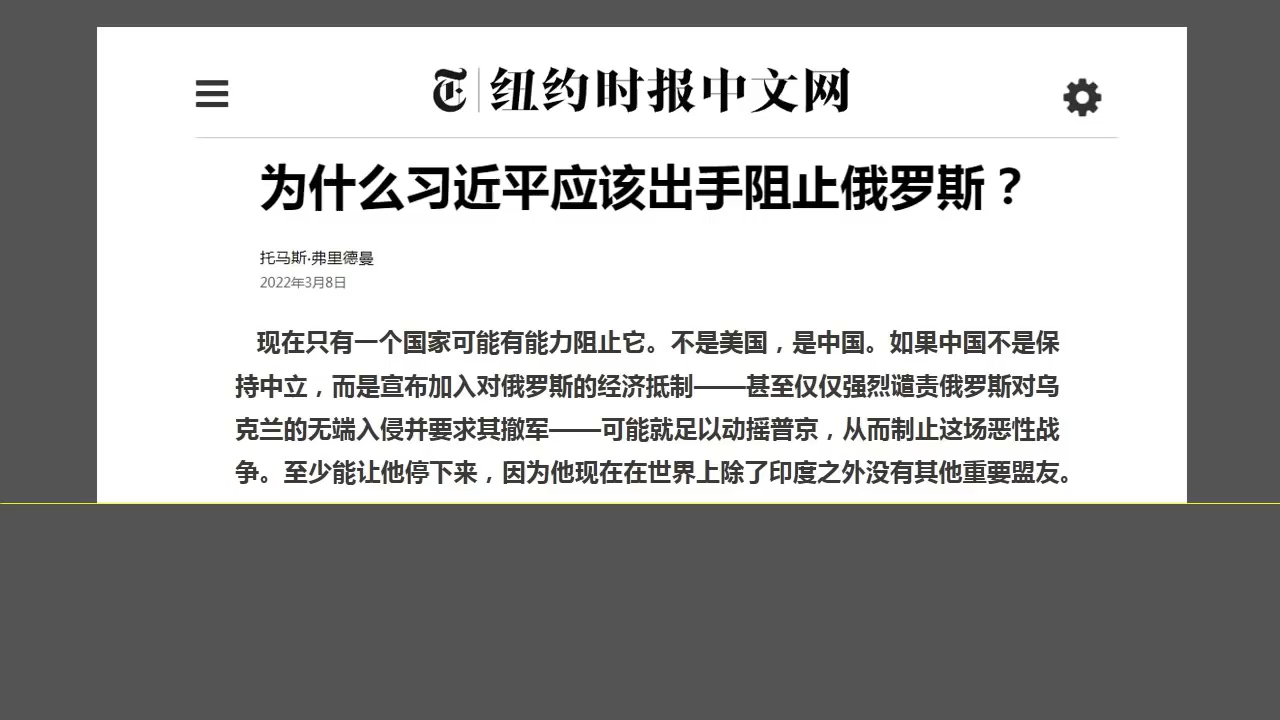 纽约时报中文网
为什么习近平应该出手阻止俄罗斯？
托马斯·弗里德曼
2022年3月8日
现在只有一个国家可能有能力阻止它。不是美国，是中国。如果中国不是保
持中立，而是宣布加入对俄罗斯的经济抵制——甚至仅仅强烈谴责俄罗斯对乌
克兰的无端入侵并要求其撤军——可能就足以动摇普京，从而制止这场恶性战
争。至少能让他停下来，因为他现在在世界上除了印度之外没有其他重要盟友。